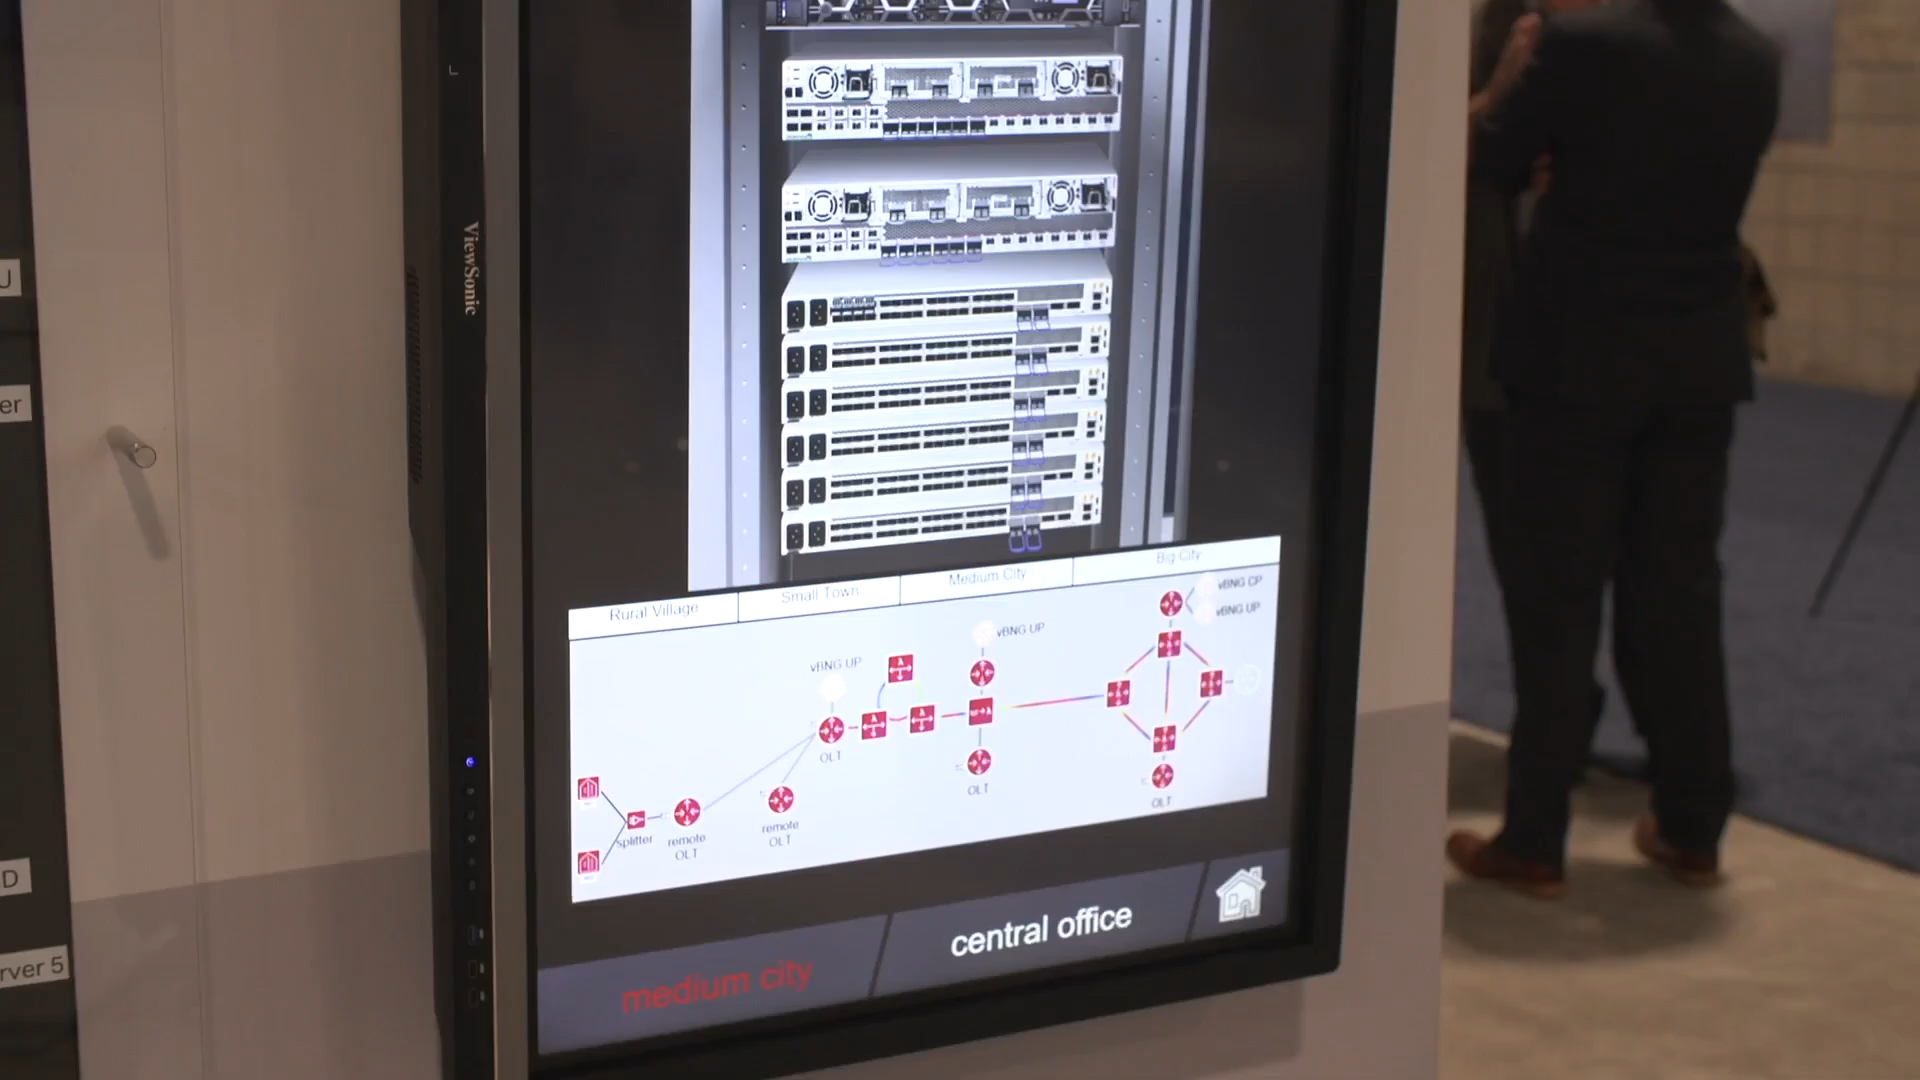 ViewSonic
U
er
D
rver 5
Rural Village
Small Town
Medium City
Big City
vBNG CP
vBNG UP
vBNG UP
vBNG UP
OLT
OLT
OLT
splitter
remote
OLT
remote
OLT
medium city
central office